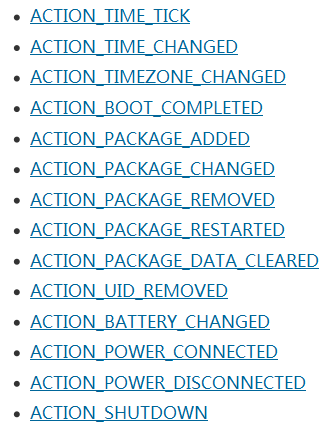 ACTION_TIME_TICK
ACTION_TIME_CHANGED
ACTION_TIMEZONE_CHANGED
ACTION_BOOT_COMPLETED
ACTION_PACKAGE_ADDED
ACTION_PACKAGE_CHANGED
ACTION_PACKAGE_REMOVED
ACTION_PACKAGE_RESTARTED
ACTION_PACKAGE_DATA_CLEARED
ACTION_UID_REMOVED
ACTION_BATTERY_CHANGED
ACTION_POWER_CONNECTED
ACTION_POWER_DISCONNECTED
ACTION_SHUTDOWN